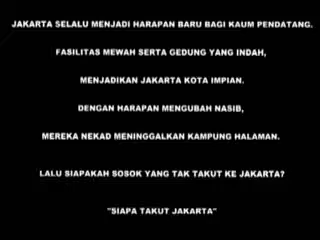 JAKARTA SELALU MENJADI HARAPAN BARU BAGI KAUM PENDATANG.
FASILITAS MEWAH SERTA GEDUNG YANG INDAH,
MENJADIKAN JAKARTA KOTA IMPIAN.
DENGAN HARAPAN MENGUBAH NASIB,
MEREKA NEKAD MENINGGALKAN KAMPUNG HALAMAN.
LALU SIAPAKAH SOSOK YANG TAK TAKUT KE JAKARTA?
"SIAPA TAKUT JAKARTA"